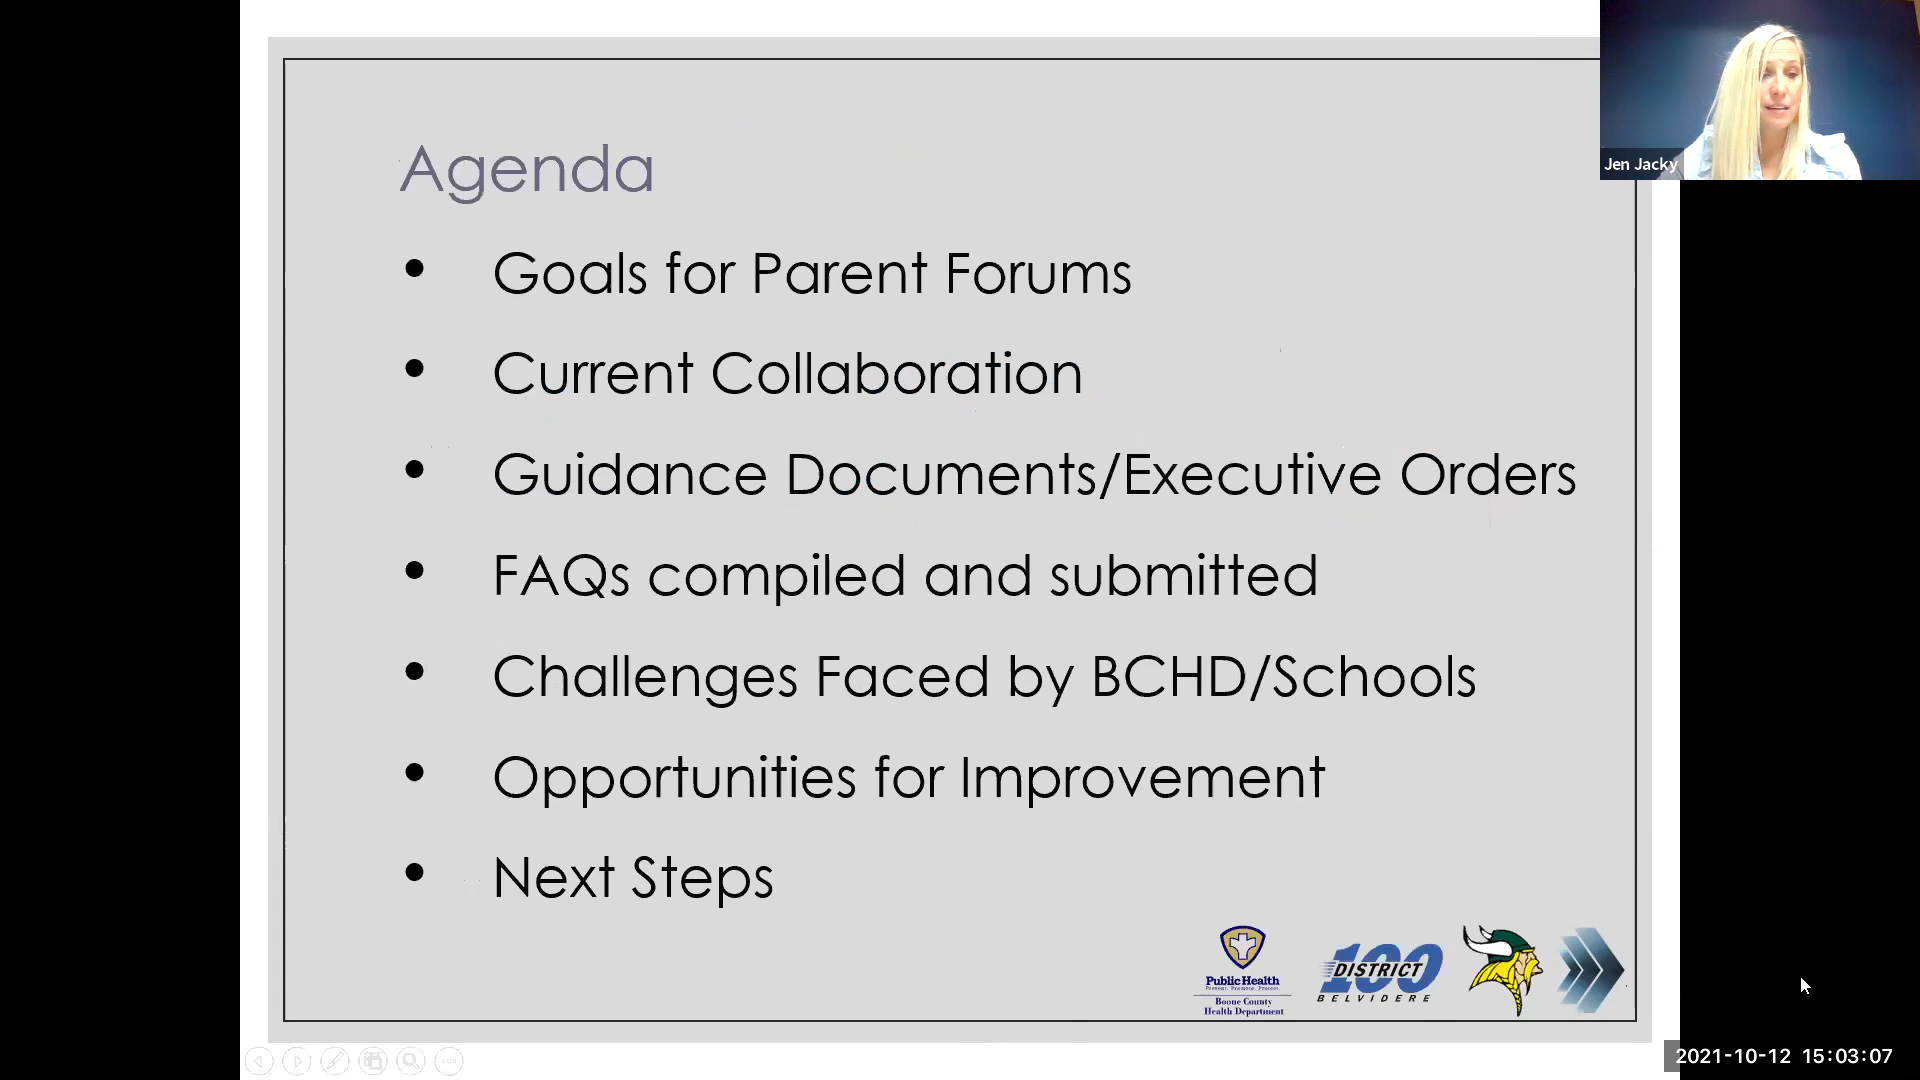 Agenda
• Goals for Parent Forums
• Current Collaboration
• Guidance Documents/Executive Orders
• FAQs compiled and submitted
• Challenges Faced by BCHD/Schools
• Opportunities for Improvement
• Next Steps
Jen Jacky
Public Health
Prevent. Promote. Protect.
Boone County
Health Department
100
DISTRICT
BELVIDERE
2021-10-12 15:03:07